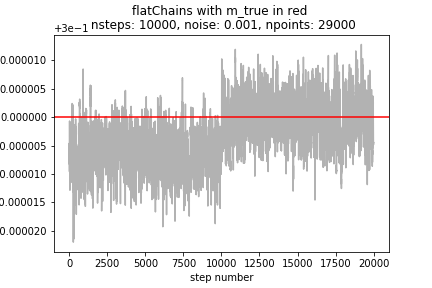 flatChains with m_true in red
+3e−1 nsteps: 10000, noise: 0.001, npoints: 29000
0.000010
0.000005
0.000000
0.000005
0.000010
0.000015
0.000020
0 2500 5000 7500 10000 12500 15000 17500 20000
step number